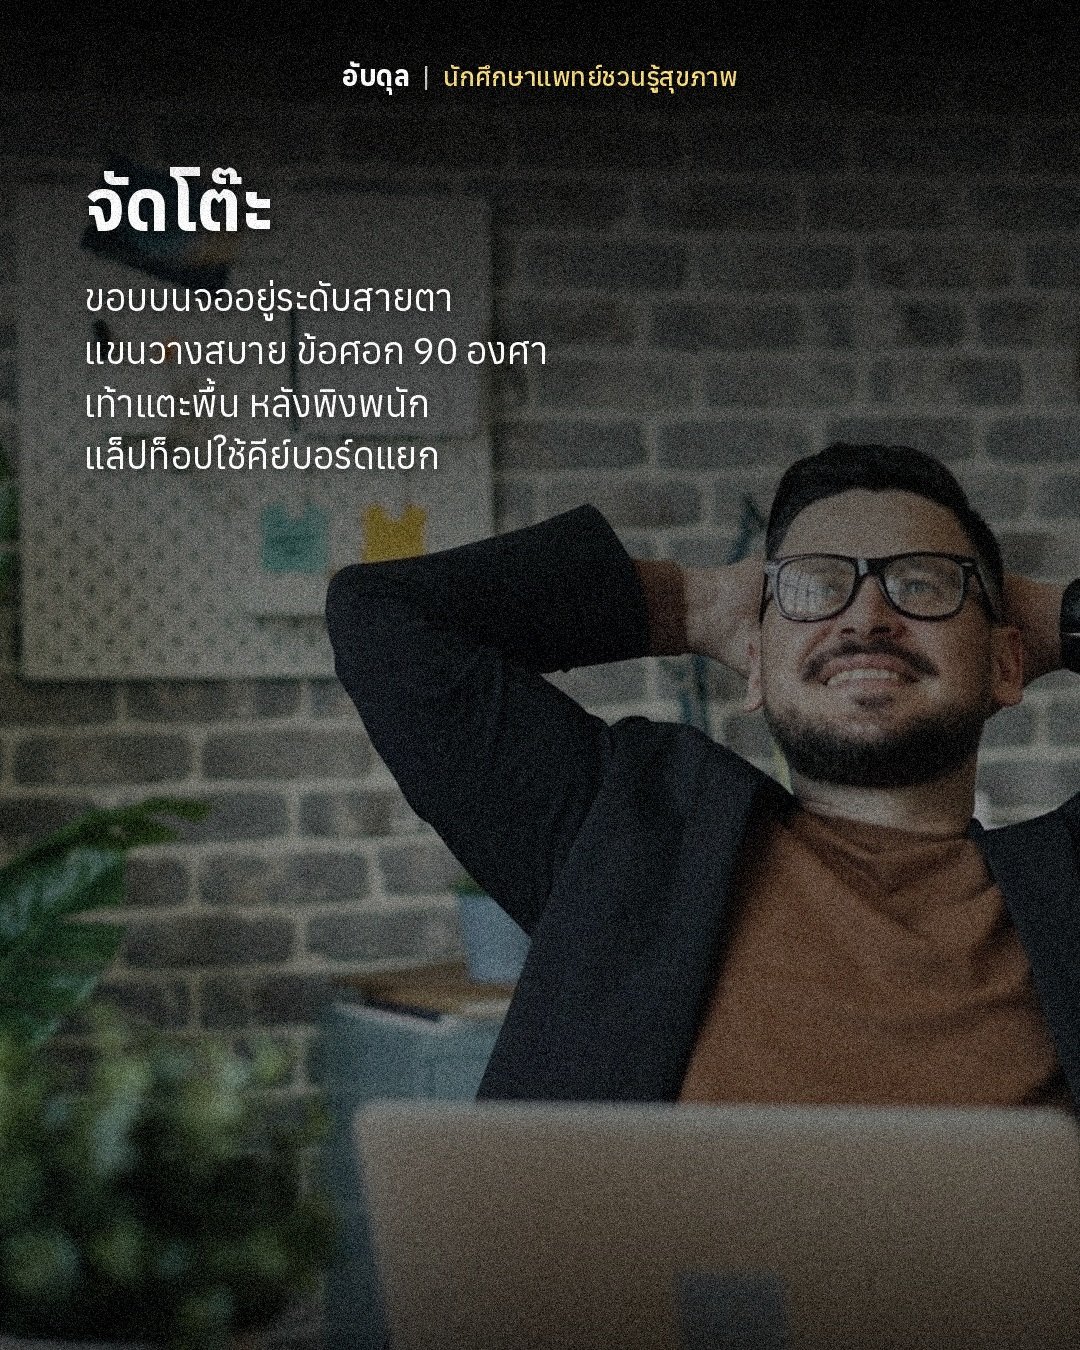 อับดุล | นักศึกษาแพทย์ชวนรู้สุขภาพ
จัดโต๊ะ
ขอบบนจออยู่ระดับสายตา
แขนวางสบาย ข้อศอก 90 องศา
เท้าแตะพื้น หลังพิงพนัก
แล็ปท็อปใช้คีย์บอร์ดแยก